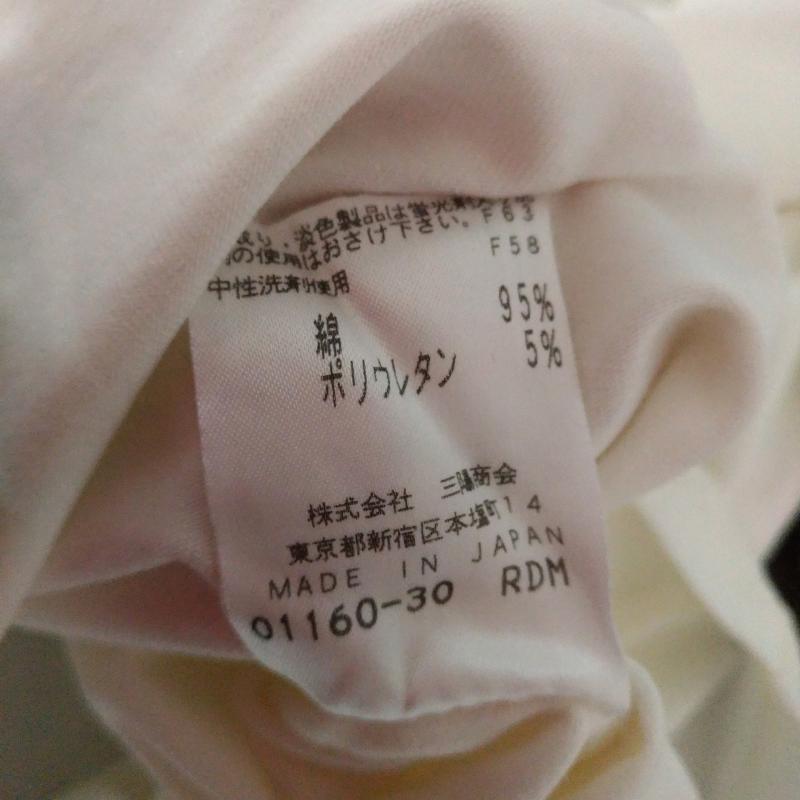 淡色製品は蛍光剤
の使用はおさけ下さい。 F63
F58
中性洗剤使用
綿 95%
ポリウレタン 5%
株式会社 三陽商会
東京都新宿区本塩町14
MADE IN JAPAN
01160-30 RDM